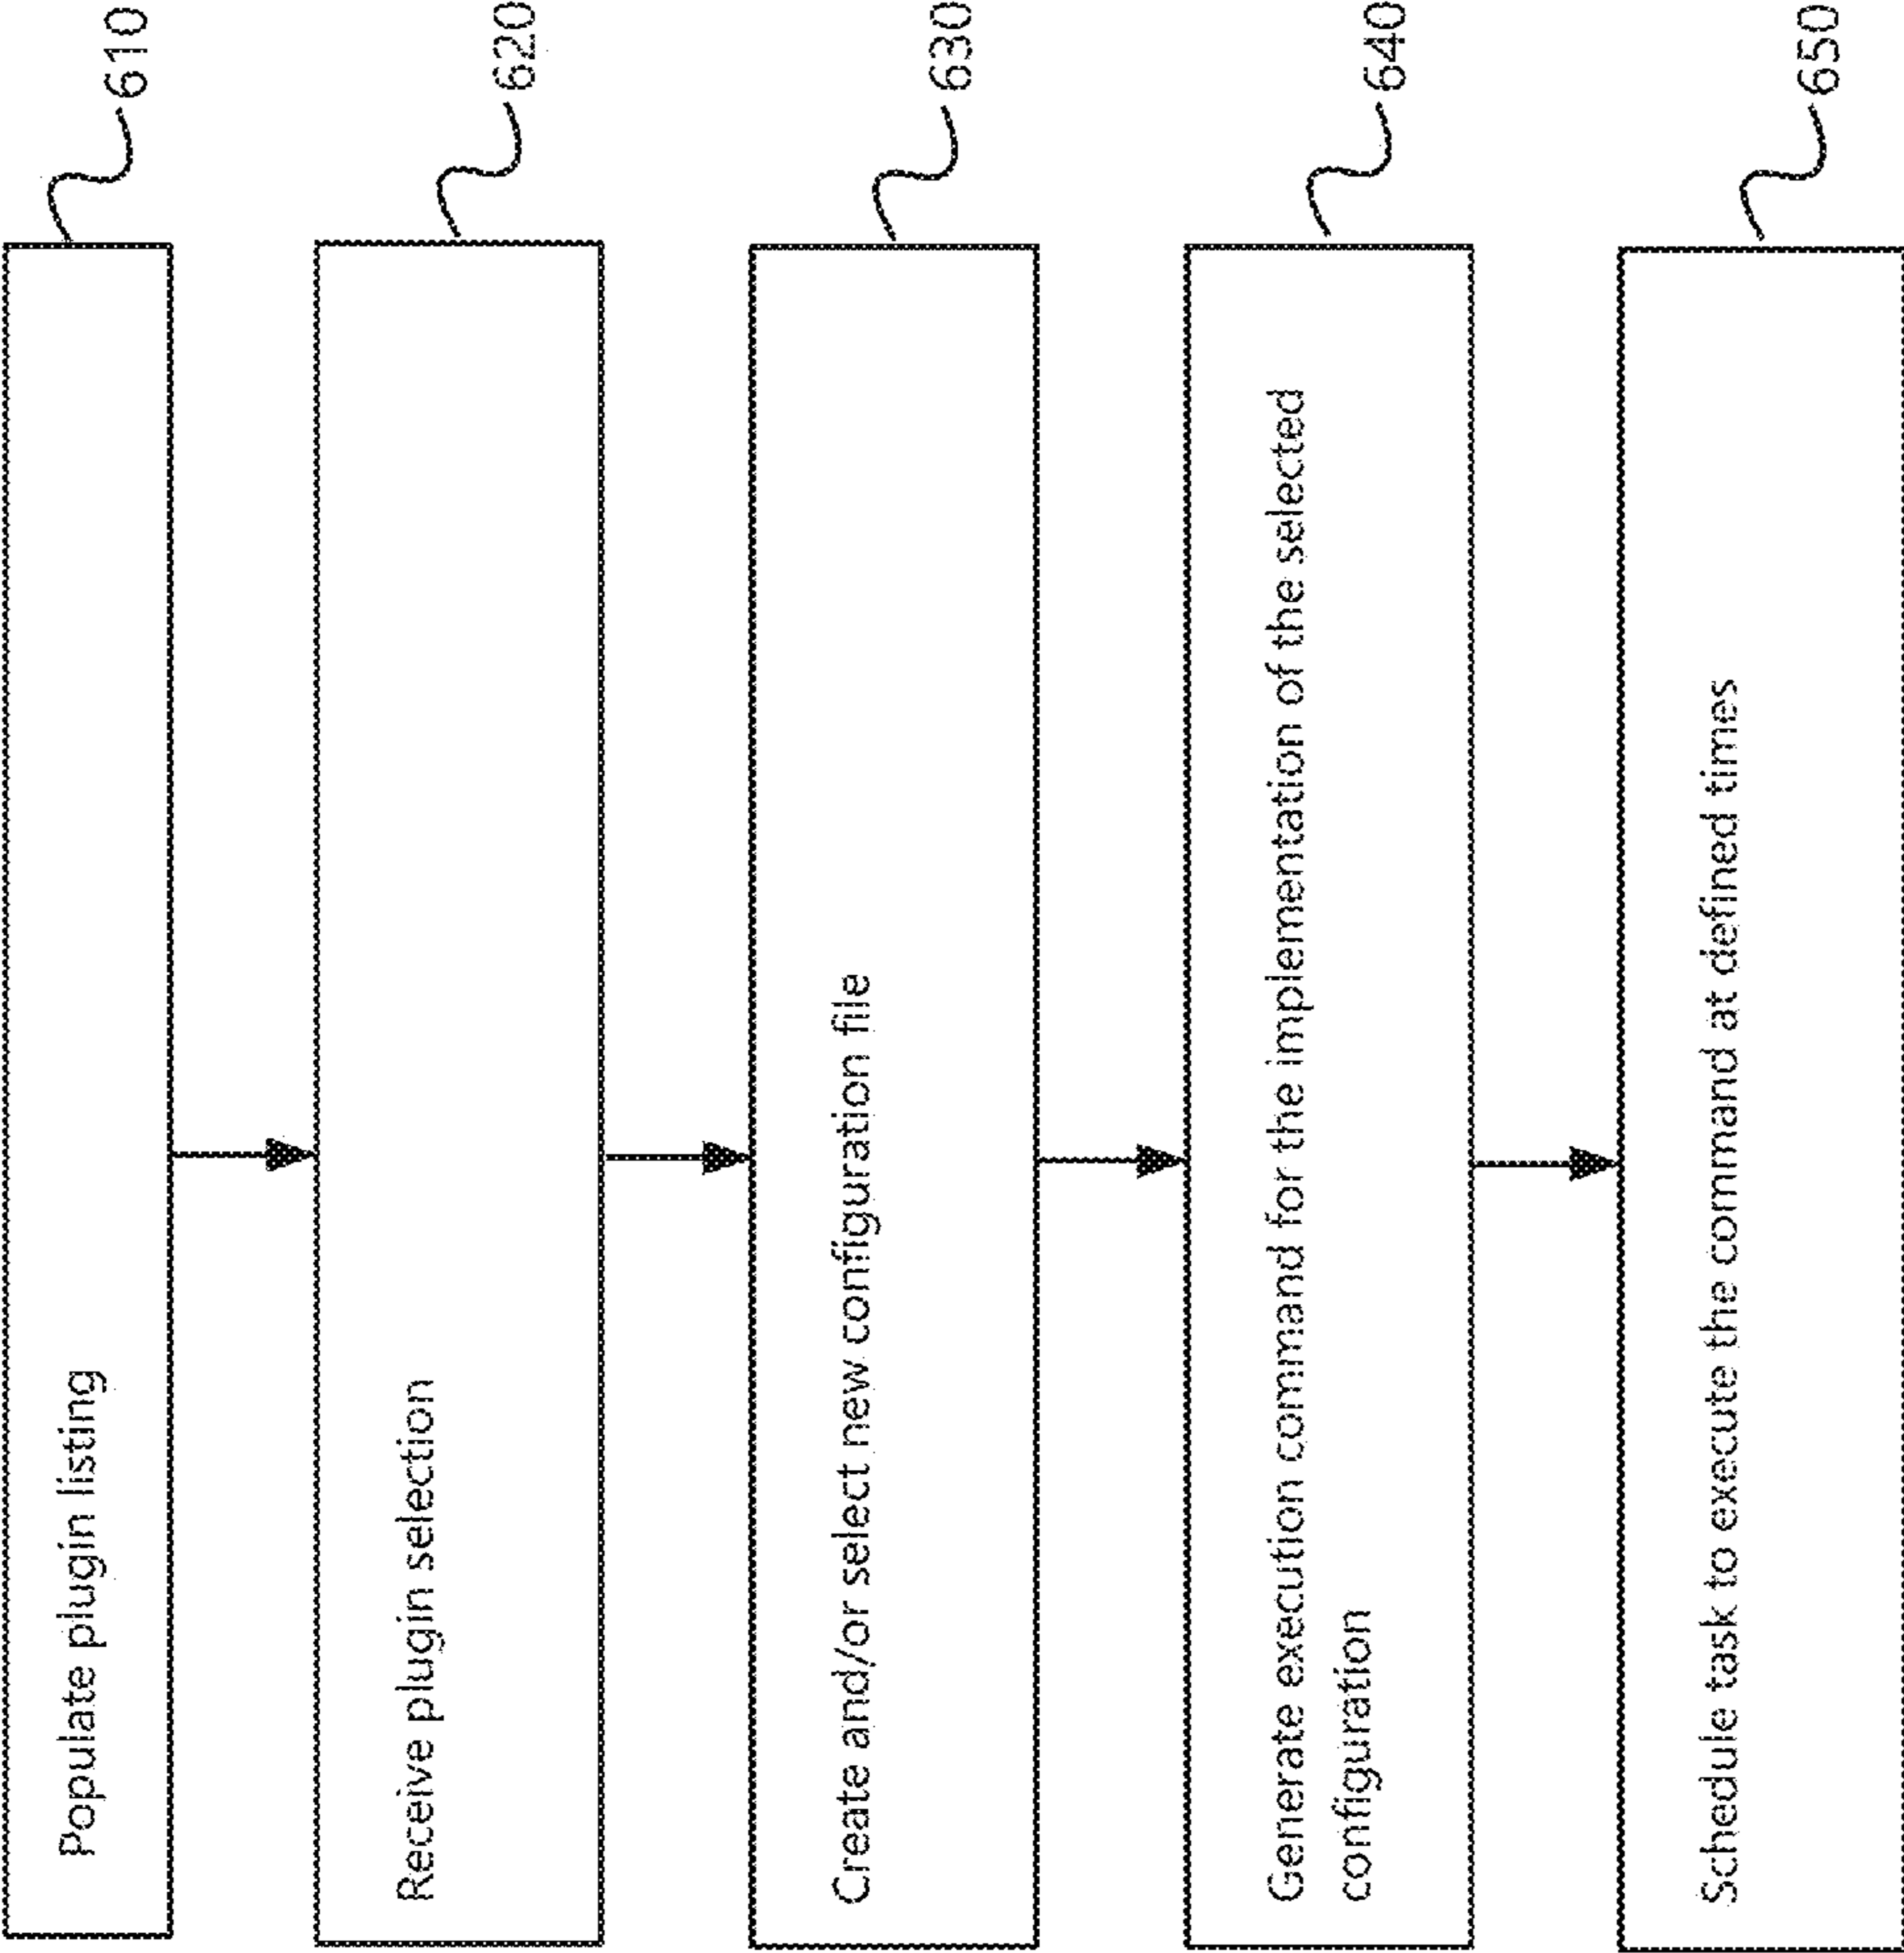 Populate plugin listing
610
Receive plugin selection
620
Create and/or select new configuration file
630
Generate execution command for the implementation of the selected
configuration
640
Schedule task to execute the command at defined times
650